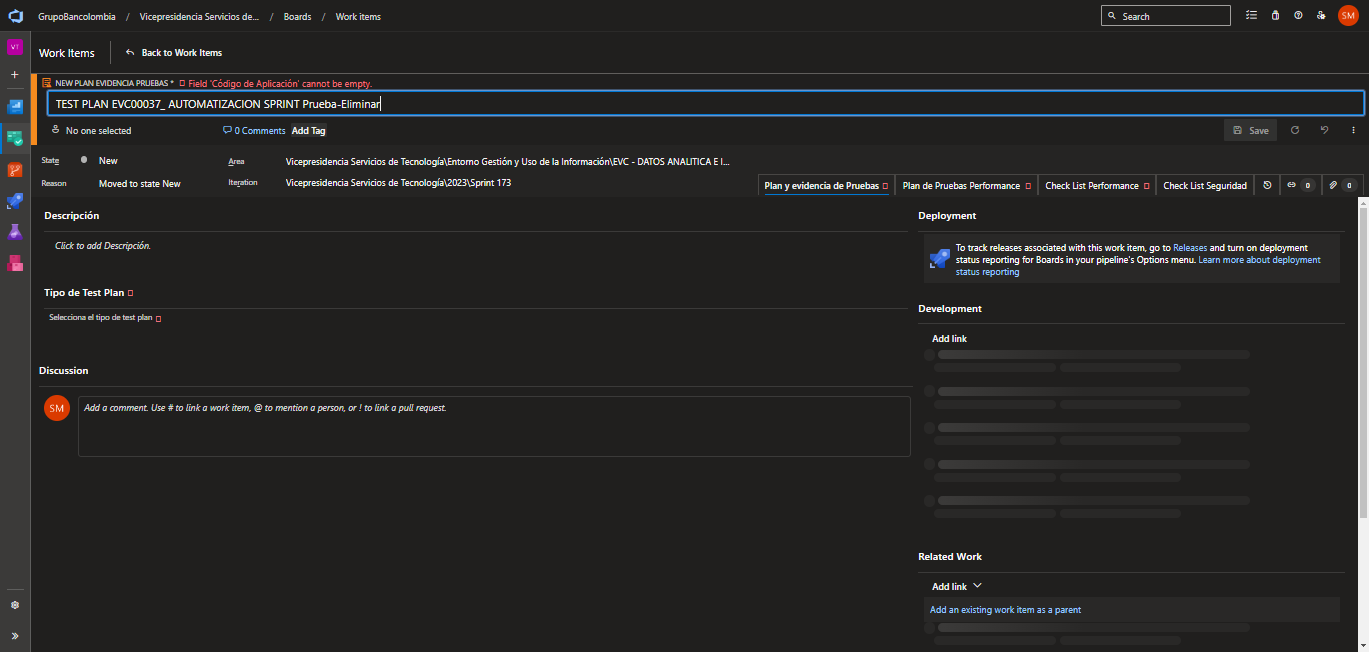 GrupoBancolombia / Vicepresidencia Servicios de... / Boards / Work items
Search
SM
VT
Work Items
Back to Work Items
NEW PLAN EVIDENCIA PRUEBAS * Field 'Código de Aplicación' cannot be empty.
TEST PLAN EVC00037_ AUTOMATIZACION SPRINT Prueba-Eliminar
No one selected
0 Comments
Add Tag
Save
State
New
Area
Vicepresidencia Servicios de Tecnología\Entorno Gestión y Uso de la Información\EVC - DATOS ANALITICA E I...
Reason
Moved to state New
Iteration
Vicepresidencia Servicios de Tecnología\2023\Sprint 173
Plan y evidencia de Pruebas
Plan de Pruebas Performance
Check List Performance
Check List Seguridad
0
0
Descripción
Click to add Descripción.
Tipo de Test Plan
Selecciona el tipo de test plan
Discussion
SM
Add a comment. Use # to link a work item, @ to mention a person, or ! to link a pull request.
Deployment
To track releases associated with this work item, go to Releases and turn on deployment
status reporting for Boards in your pipeline's Options menu. Learn more about deployment
status reporting
Development
Add link
Related Work
Add link
Add an existing work item as a parent